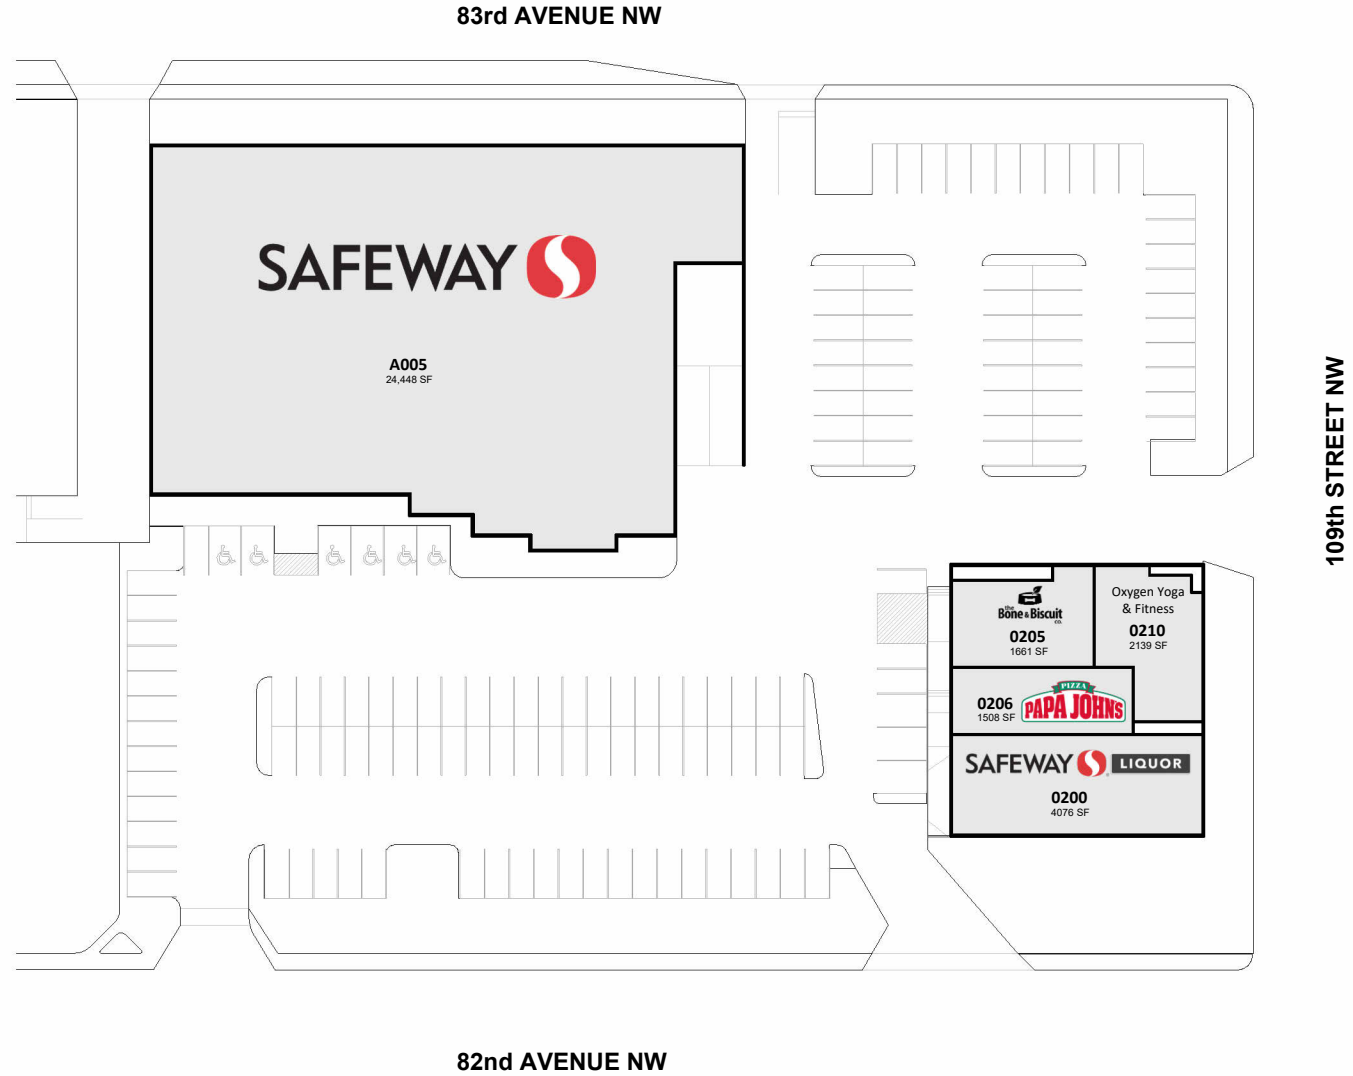 83rd AVENUE NW
SAFEWAY
A005
24,448 SF
109th STREET NW
the
Bone & Biscuit
co.
0205
1661 SF
Oxygen Yoga
& Fitness
0210
2139 SF
0206
1508 SF
PIZZA
PAPA JOHN'S
SAFEWAY LIQUOR
0200
4076 SF
82nd AVENUE NW